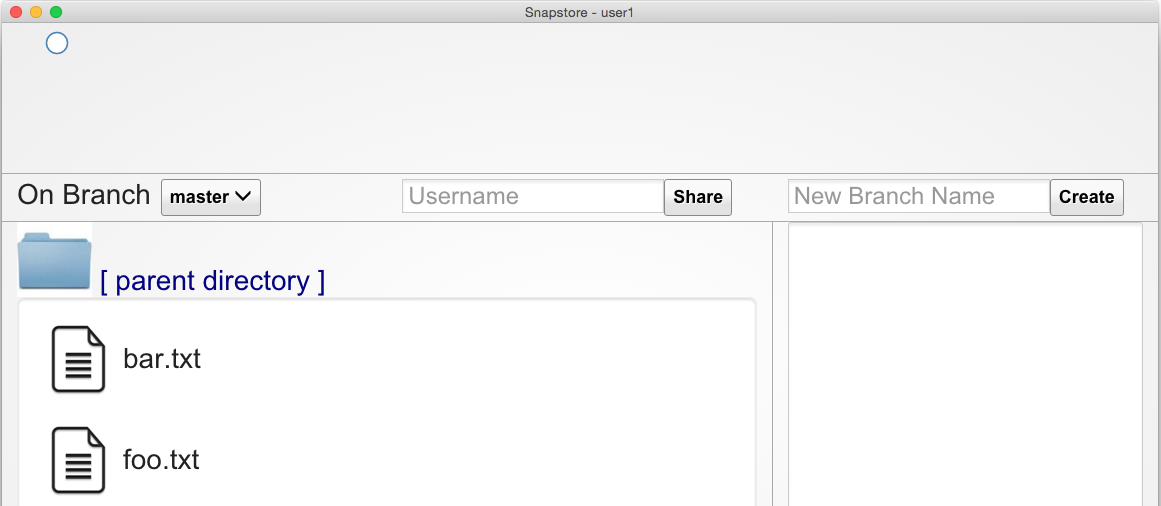 Snapstore - user1
On Branch master Username Share New Branch Name Create
[ parent directory ]
bar.txt
foo.txt